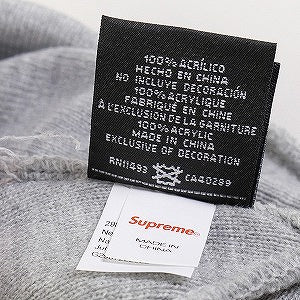 100% ACRÍLICO
HECHO EN CHINA
NO INCLUYE DECORACIÓN
100% ACRYLIQUE
FABRIQUÉ EN CHINE
À L'EXCLUSION DE LA GARNITURE
100% ACRYLIC
MADE IN CHINA
EXCLUSIVE OF DECORATION
RN11493 CA40289
Supreme
MADE IN
CHINA